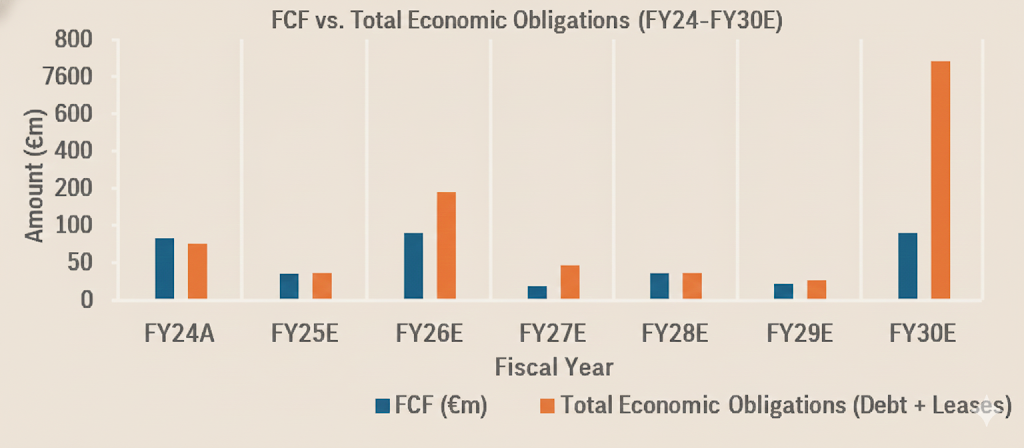 FCF vs. Total Economic Obligations (FY24–FY30E)
800
7600
600
400
200
100
50
0
Amount (€m)
FY24A FY25E FY26E FY27E FY28E FY29E FY30E
Fiscal Year
FCF (€m) Total Economic Obligations (Debt + Leases)